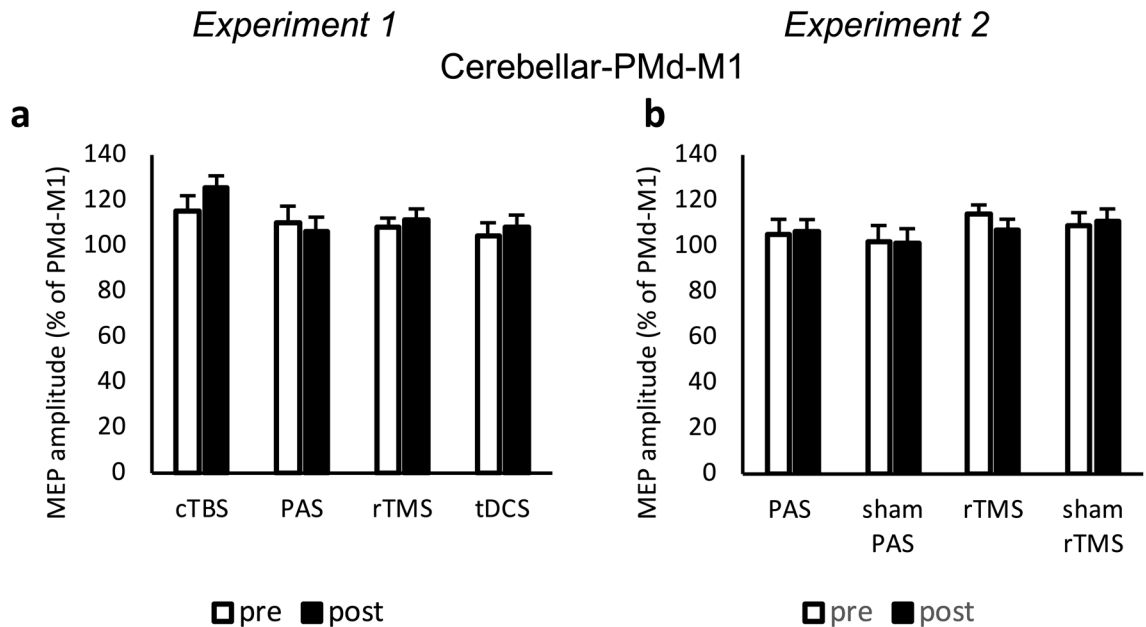 Experiment 1
Experiment 2
Cerebellar-PMd-M1
a
MEP amplitude (% of PMd-M1)
140
120
100
80
60
40
20
0
cTBS PAS rTMS tDCS
pre post
b
MEP amplitude (% of PMd-M1)
140
120
100
80
60
40
20
0
PAS sham rTMS sham
PAS rTMS
pre post